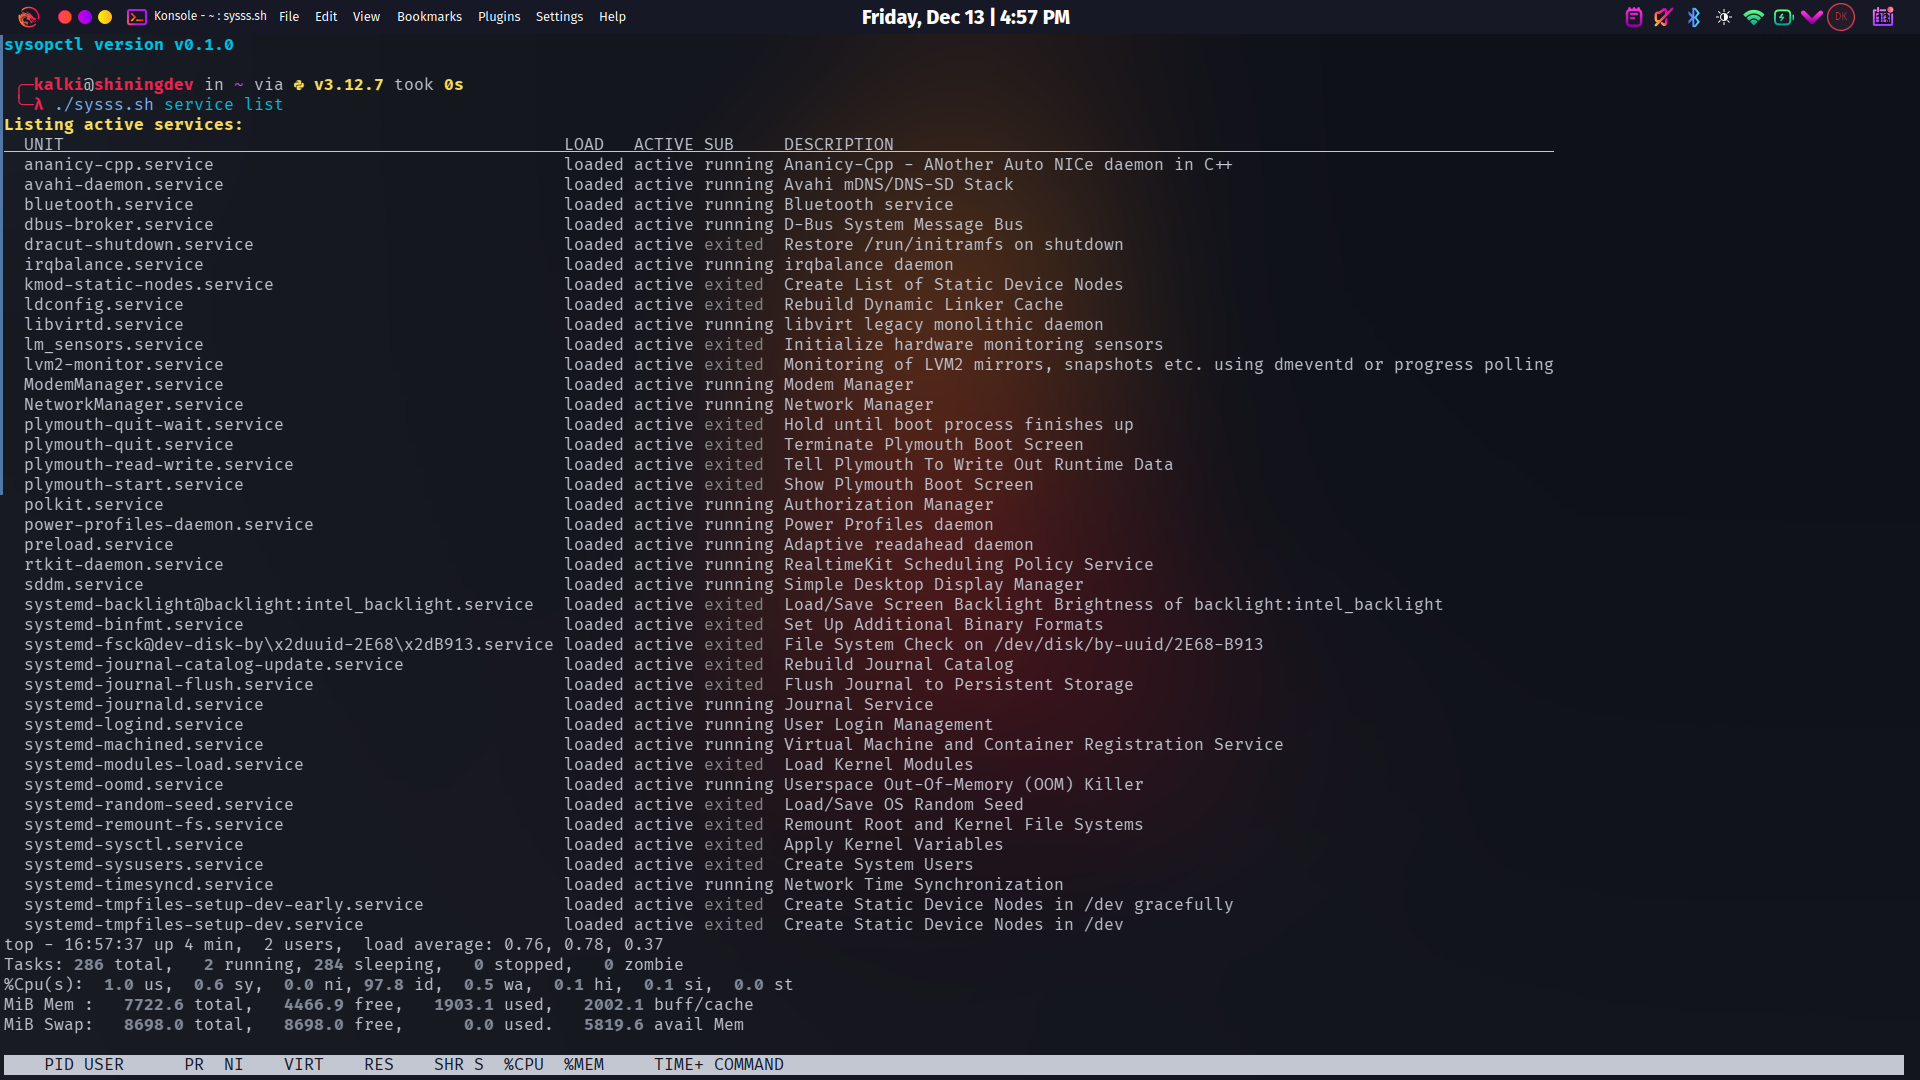 Konsole - ~ : sysss.sh File Edit View Bookmarks Plugins Settings Help Friday, Dec 13 | 4:57 PM DK
sysopctl version v0.1.0
kalki@shiningdev in ~ via v3.12.7 took 0s
λ ./sysss.sh service list
Listing active services:
UNIT LOAD ACTIVE SUB DESCRIPTION
ananicy-cpp.service loaded active running Ananicy-Cpp - ANother Auto NICe daemon in C++
avahi-daemon.service loaded active running Avahi mDNS/DNS-SD Stack
bluetooth.service loaded active running Bluetooth service
dbus-broker.service loaded active running D-Bus System Message Bus
dracut-shutdown.service loaded active exited Restore /run/initramfs on shutdown
irqbalance.service loaded active running irqbalance daemon
kmod-static-nodes.service loaded active exited Create List of Static Device Nodes
ldconfig.service loaded active exited Rebuild Dynamic Linker Cache
libvirtd.service loaded active running libvirt legacy monolithic daemon
lm_sensors.service loaded active exited Initialize hardware monitoring sensors
lvm2-monitor.service loaded active exited Monitoring of LVM2 mirrors, snapshots etc. using dmeventd or progress polling
ModemManager.service loaded active running Modem Manager
NetworkManager.service loaded active running Network Manager
plymouth-quit-wait.service loaded active exited Hold until boot process finishes up
plymouth-quit.service loaded active exited Terminate Plymouth Boot Screen
plymouth-read-write.service loaded active exited Tell Plymouth To Write Out Runtime Data
plymouth-start.service loaded active exited Show Plymouth Boot Screen
polkit.service loaded active running Authorization Manager
power-profiles-daemon.service loaded active running Power Profiles daemon
preload.service loaded active running Adaptive readahead daemon
rtkit-daemon.service loaded active running RealtimeKit Scheduling Policy Service
sddm.service loaded active running Simple Desktop Display Manager
systemd-backlight@backlight:intel_backlight.service loaded active exited Load/Save Screen Backlight Brightness of backlight:intel_backlight
systemd-binfmt.service loaded active exited Set Up Additional Binary Formats
systemd-fsck@dev-disk-by\x2duuid-2E68\x2dB913.service loaded active exited File System Check on /dev/disk/by-uuid/2E68-B913
systemd-journal-catalog-update.service loaded active exited Rebuild Journal Catalog
systemd-journal-flush.service loaded active exited Flush Journal to Persistent Storage
systemd-journald.service loaded active running Journal Service
systemd-logind.service loaded active running User Login Management
systemd-machined.service loaded active running Virtual Machine and Container Registration Service
systemd-modules-load.service loaded active exited Load Kernel Modules
systemd-oomd.service loaded active running Userspace Out-Of-Memory (OOM) Killer
systemd-random-seed.service loaded active exited Load/Save OS Random Seed
systemd-remount-fs.service loaded active exited Remount Root and Kernel File Systems
systemd-sysctl.service loaded active exited Apply Kernel Variables
systemd-sysusers.service loaded active exited Create System Users
systemd-timesyncd.service loaded active running Network Time Synchronization
systemd-tmpfiles-setup-dev-early.service loaded active exited Create Static Device Nodes in /dev gracefully
systemd-tmpfiles-setup-dev.service loaded active exited Create Static Device Nodes in /dev
top - 16:57:37 up 4 min, 2 users, load average: 0.76, 0.78, 0.37
Tasks: 286 total, 2 running, 284 sleeping, 0 stopped, 0 zombie
%Cpu(s): 1.0 us, 0.6 sy, 0.0 ni, 97.8 id, 0.5 wa, 0.1 hi, 0.1 si, 0.0 st
MiB Mem : 7722.6 total, 4466.9 free, 1903.1 used, 2002.1 buff/cache
MiB Swap: 8698.0 total, 8698.0 free, 0.0 used. 5819.6 avail Mem
PID USER PR NI VIRT RES SHR S %CPU %MEM TIME+ COMMAND